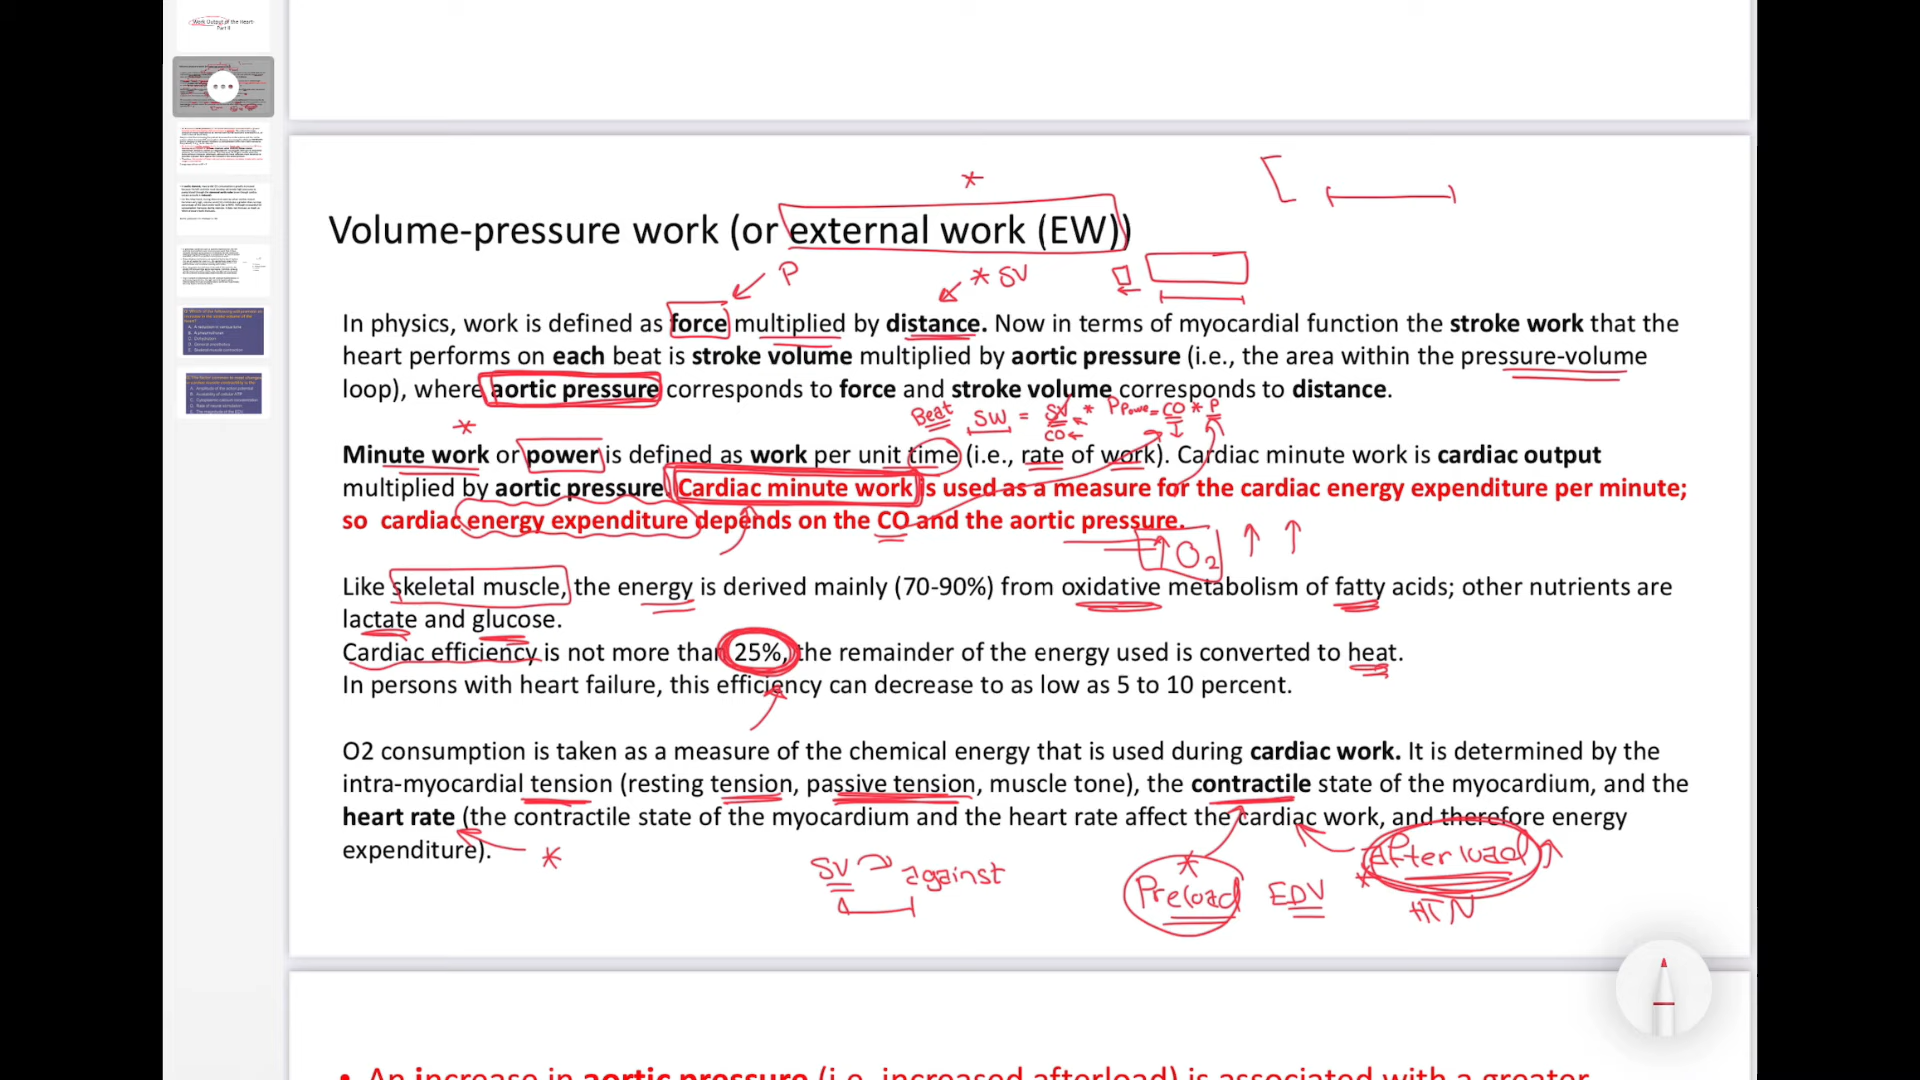 Work Output of the Heart-
Part II
*
Volume-pressure work (or external work (EW))
P
* SV
In physics, work is defined as force multiplied by distance. Now in terms of myocardial function the stroke work that the
heart performs on each beat is stroke volume multiplied by aortic pressure (i.e., the area within the pressure-volume
loop), where aortic pressure corresponds to force and stroke volume corresponds to distance.
Beat SW = SV * P Powe = CO * P
* CO
Minute work or power is defined as work per unit time (i.e., rate of work). Cardiac minute work is cardiac output
multiplied by aortic pressure. Cardiac minute work is used as a measure for the cardiac energy expenditure per minute;
so cardiac energy expenditure depends on the CO and the aortic pressure.
↑ O2 ↑ ↑
Like skeletal muscle, the energy is derived mainly (70-90%) from oxidative metabolism of fatty acids; other nutrients are
lactate and glucose.
Cardiac efficiency is not more than 25%, the remainder of the energy used is converted to heat.
In persons with heart failure, this efficiency can decrease to as low as 5 to 10 percent.
O2 consumption is taken as a measure of the chemical energy that is used during cardiac work. It is determined by the
intra-myocardial tension (resting tension, passive tension, muscle tone), the contractile state of the myocardium, and the
heart rate (the contractile state of the myocardium and the heart rate affect the cardiac work, and therefore energy
expenditure).
* SV against * Preload EDV * Afterload ↑
HTN
• An increase in aortic pressure (i.e. increased afterload) is associated with a greater